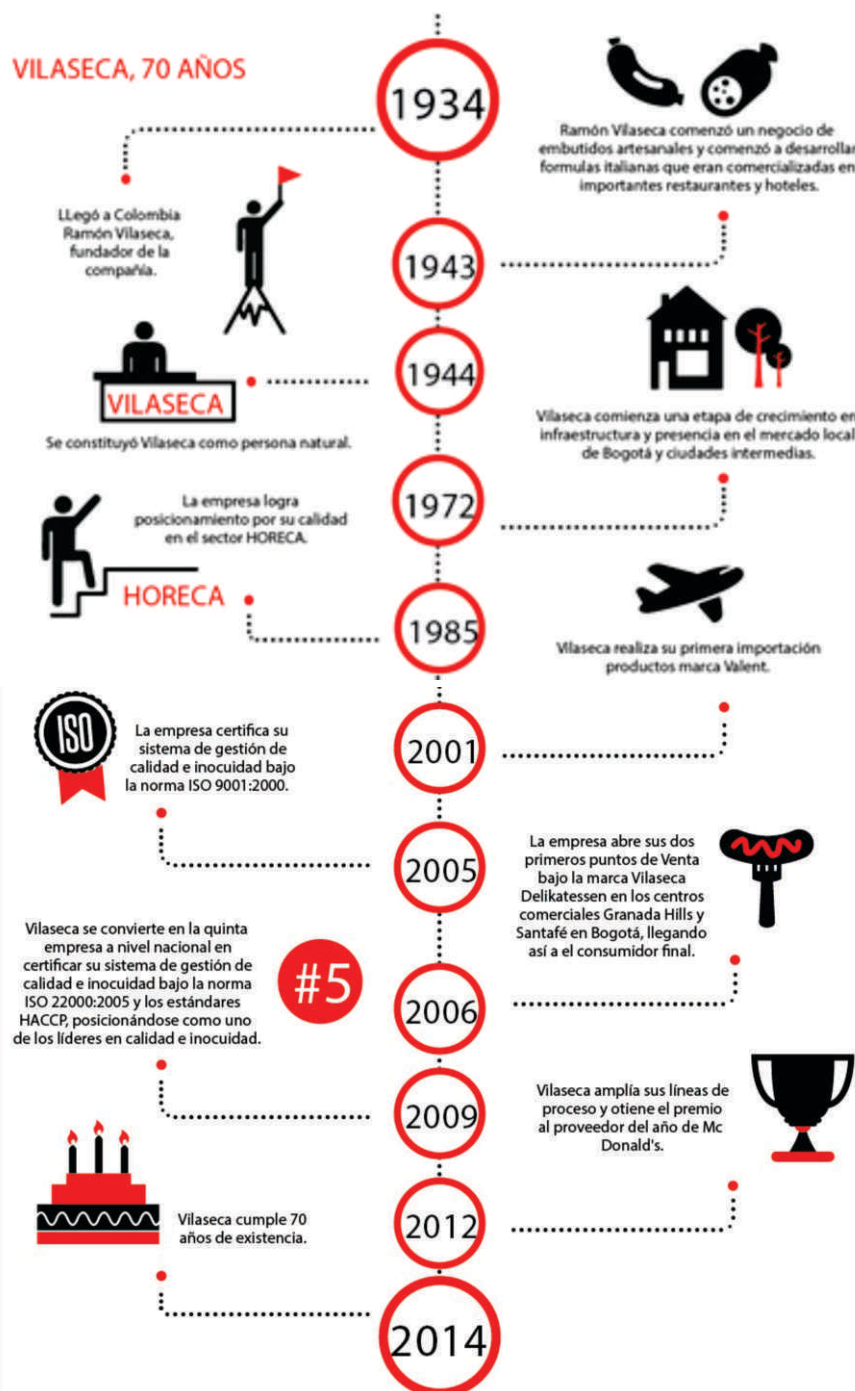 VILASECA, 70 AÑOS
1934
LLegó a Colombia
Ramón Vilaseca,
fundador de la
compañía.
Ramón Vilaseca comenzó un negocio de
embutidos artesanales y comenzó a desarrollar
formulas italianas que eran comercializadas en
importantes restaurantes y hoteles.
1943
VILASECA
Se constituyó Vilaseca como persona natural.
1944
Vilaseca comienza una etapa de crecimiento en
infraestructura y presencia en el mercado local
de Bogotá y ciudades intermedias.
1972
La empresa logra
posicionamiento por su calidad
en el sector HORECA.
HORECA
1985
Vilaseca realiza su primera importación
productos marca Valent.
2001
ISO
La empresa certifica su
sistema de gestión de
calidad e inocuidad bajo
la norma ISO 9001:2000.
2005
La empresa abre sus dos
primeros puntos de Venta
bajo la marca Vilaseca
Delikatessen en los centros
comerciales Granada Hills y
Santafé en Bogotá, llegando
así a el consumidor final.
2006
Vilaseca se convierte en la quinta
empresa a nivel nacional en
certificar su sistema de gestión de
calidad e inocuidad bajo la norma
ISO 22000:2005 y los estándares
HACCP, posicionándose como uno
de los líderes en calidad e inocuidad.
#5
2009
Vilaseca amplía sus líneas de
proceso y otiene el premio
al proveedor del año de Mc
Donald's.
2012
Vilaseca cumple 70
años de existencia.
2014